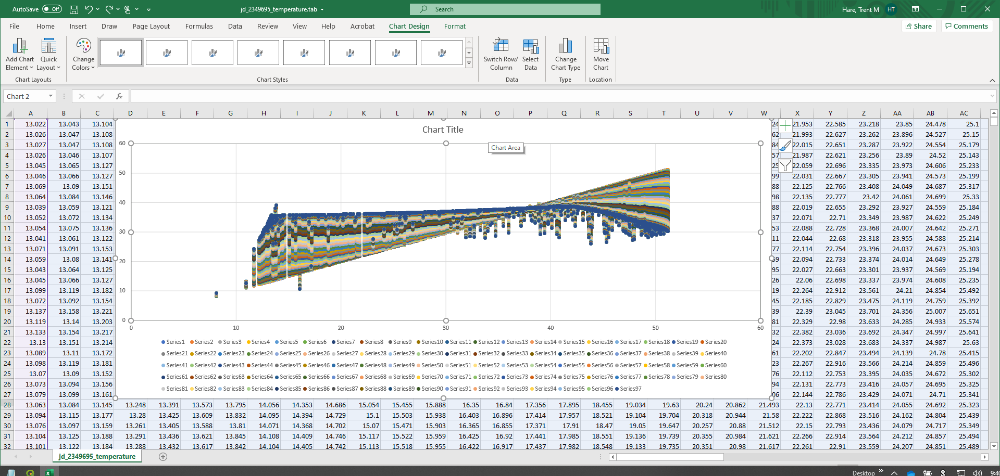 AutoSave Off jd_2349695_temperature.tab Search Hare, Trent M HT
File Home Insert Draw Page Layout Formulas Data Review View Help Acrobat Chart Design Format Share Comments
Add Chart Element Quick Layout Change Colors Switch Row/ Column Select Data Change Chart Type Move Chart
Chart Layouts Chart Styles Data Type Location
Chart 2 fx
A B C D E F G H I J K L M N O P Q R S T U V W X Y Z AA AB AC
1 13.022 13.043 13.104 24 21.953 22.585 23.218 23.85 24.478 25.1
2 13.026 13.047 13.108 62 21.993 22.627 23.262 23.896 24.527 25.15
3 13.027 13.047 13.108 84 22.015 22.651 23.287 23.922 24.554 25.179
4 13.026 13.046 13.107 57 21.987 22.621 23.256 23.89 24.52 25.143
5 13.045 13.065 13.127 25 22.059 22.696 23.335 23.973 24.606 25.233
6 13.046 13.066 13.127 99 22.031 22.667 23.305 23.941 24.573 25.199
7 13.069 13.09 13.151 88 22.125 22.766 23.408 24.049 24.687 25.317
8 13.064 13.084 13.146 98 22.135 22.777 23.42 24.061 24.699 25.33
9 13.039 13.059 13.121 88 22.019 22.655 23.292 23.927 24.559 25.184
10 13.052 13.072 13.134 37 22.071 22.71 23.349 23.987 24.622 25.249
11 13.054 13.075 13.136 53 22.088 22.728 23.368 24.007 24.642 25.271
12 13.041 13.061 13.122 11 22.044 22.68 23.318 23.955 24.588 25.214
13 13.071 13.091 13.153 77 22.114 22.754 23.396 24.037 24.673 25.303
14 13.059 13.08 13.141 59 22.094 22.733 23.374 24.014 24.649 25.278
15 13.043 13.064 13.125 95 22.027 22.663 23.301 23.937 24.569 25.194
16 13.045 13.066 13.127 26 22.06 22.698 23.337 23.974 24.608 25.235
17 13.099 13.119 13.182 19 22.264 22.912 23.561 24.21 24.854 25.492
18 13.072 13.092 13.154 45 22.185 22.829 23.475 24.119 24.759 25.392
19 13.137 13.158 13.221 39 22.39 23.045 23.701 24.356 25.007 25.651
20 13.119 13.14 13.203 81 22.329 22.98 23.633 24.285 24.933 25.574
21 13.133 13.154 13.217 32 22.382 23.036 23.692 24.347 24.997 25.641
22 13.13 13.151 13.214 24 22.373 23.028 23.683 24.337 24.987 25.63
23 13.089 13.11 13.172 61 22.202 22.847 23.494 24.139 24.78 25.415
24 13.098 13.119 13.181 23 22.267 22.916 23.566 24.214 24.859 25.496
25 13.07 13.09 13.152 76 22.112 22.753 23.395 24.035 24.672 25.302
26 13.073 13.094 13.156 94 22.131 22.773 23.416 24.057 24.695 25.325
27 13.079 13.099 13.161 06 22.144 22.786 23.429 24.071 24.71 25.341
Chart Title
Chart Area
60
50
40
30
20
10
0
0 10 20 30 40 50 60
Series1 Series2 Series3 Series4 Series5 Series6 Series7 Series8 Series9 Series10 Series11 Series12 Series13 Series14 Series15 Series16 Series17 Series18 Series19 Series20
Series21 Series22 Series23 Series24 Series25 Series26 Series27 Series28 Series29 Series30 Series31 Series32 Series33 Series34 Series35 Series36 Series37 Series38 Series39 Series40
Series41 Series42 Series43 Series44 Series45 Series46 Series47 Series48 Series49 Series50 Series51 Series52 Series53 Series54 Series55 Series56 Series57 Series58 Series59 Series60
Series61 Series62 Series63 Series64 Series65 Series66 Series67 Series68 Series69 Series70 Series71 Series72 Series73 Series74 Series75 Series76 Series77 Series78 Series79 Series80
Series81 Series82 Series83 Series84 Series85 Series86 Series87 Series88 Series89 Series90 Series91 Series92 Series93 Series94 Series95 Series96 Series97
28 13.063 13.084 13.145 13.248 13.391 13.573 13.795 14.056 14.353 14.686 15.054 15.455 15.888 16.35 16.84 17.356 17.895 18.455 19.034 19.63 20.24 20.862 21.493 22.13 22.771 23.414 24.055 24.692 25.323
29 13.094 13.115 13.177 13.28 13.425 13.609 13.832 14.095 14.394 14.729 15.1 15.503 15.938 16.403 16.896 17.414 17.957 18.521 19.104 19.704 20.318 20.944 21.58 22.222 22.868 23.516 24.162 24.804 25.439
30 13.076 13.097 13.159 13.261 13.405 13.588 13.81 14.071 14.368 14.702 15.07 15.471 15.903 16.365 16.855 17.371 17.91 18.47 19.05 19.647 20.257 20.88 21.512 22.15 22.793 23.436 24.079 24.717 25.349
31 13.104 13.125 13.188 13.291 13.436 13.621 13.845 14.108 14.409 14.746 15.117 15.522 15.959 16.425 16.92 17.441 17.985 18.551 19.136 19.739 20.355 20.984 21.621 22.266 22.914 23.564 24.212 24.857 25.494
32 13.101 13.122 13.184 13.288 13.432 13.617 13.842 14.104 14.405 14.742 15.113 15.518 15.955 16.422 16.917 17.437 17.982 18.548 19.133 19.735 20.351 20.98 21.617 22.261 22.91 23.559 24.207 24.851 25.489
jd_2349695_temperature
Desktop 9:40